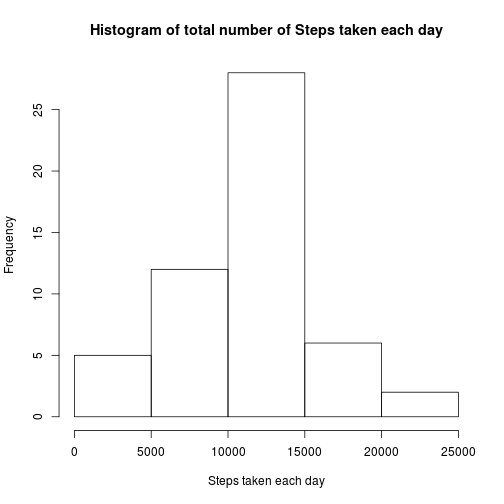 Histogram of total number of Steps taken each day
Frequency
25
20
15
10
5
0
0 5000 10000 15000 20000 25000
Steps taken each day